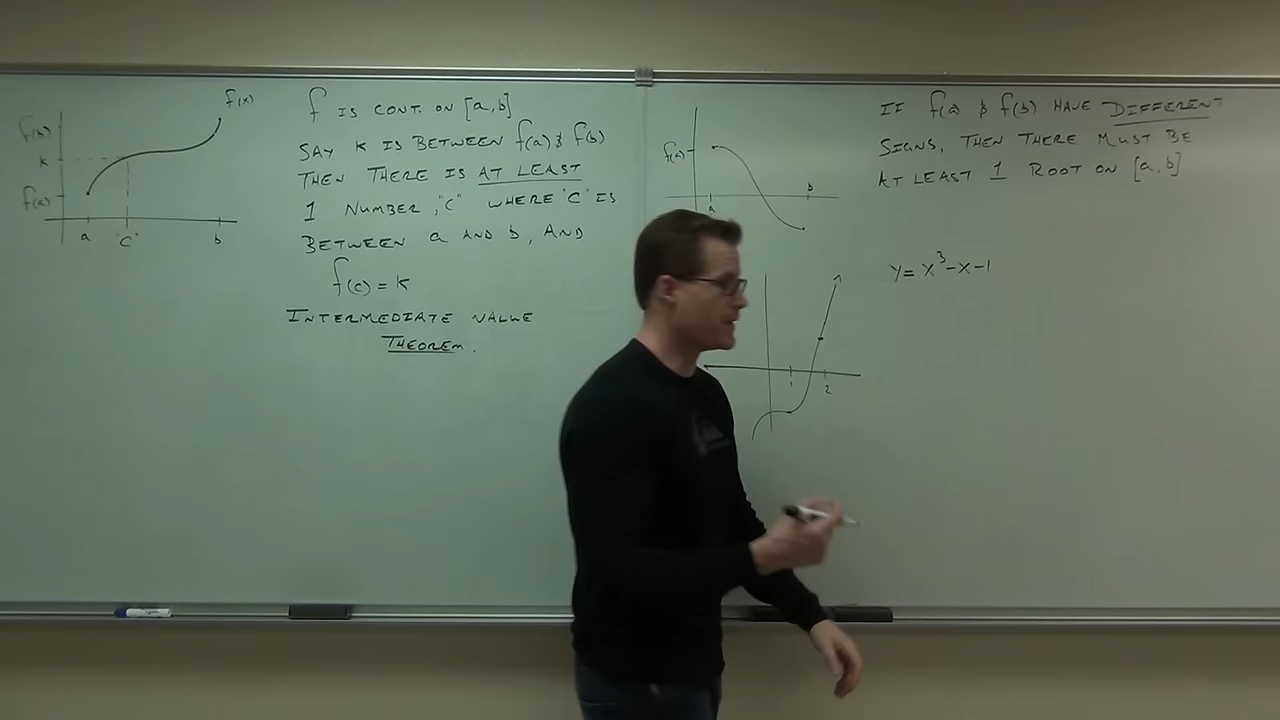 f(x)
f(b)
k
f(a)
a "C" b
f IS CONT. ON [a,b]
SAY K IS BETWEEN f(a) & f(b)
THEN THERE IS AT LEAST
1 NUMBER, "C" WHERE "C" IS
BETWEEN a AND b, AND
f(c) = K
INTERMEDIATE VALUE
THEOREM.
f(a)
a b
1 2
IF f(a) & f(b) HAVE DIFFERENT
SIGNS, THEN THERE MUST BE
AT LEAST 1 ROOT ON [a,b]
y = x³ - x - 1